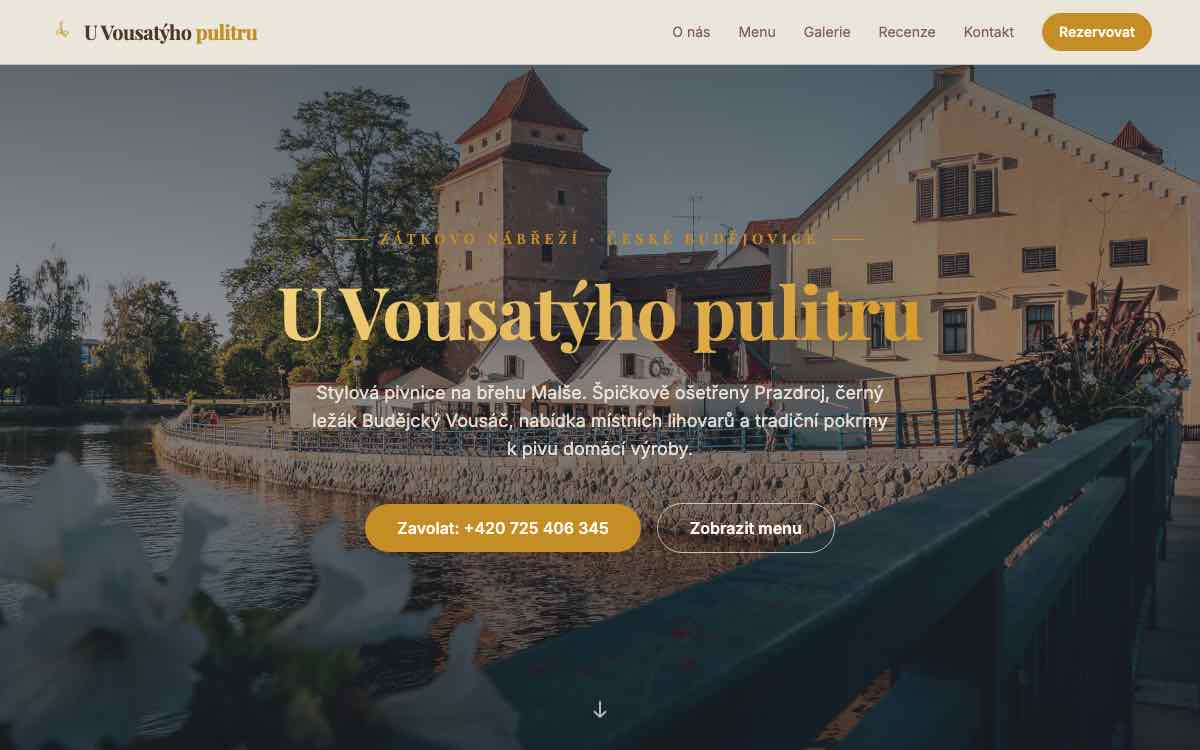 U Vousatýho pulitru
O nás
Menu
Galerie
Recenze
Kontakt
Rezervovat
ZÁTKOVO NÁBŘEŽÍ · ČESKÉ BUDĚJOVICE
U Vousatýho pulitru
Stylová pivnice na břehu Malše. Špičkově ošetřený Prazdroj, černý
ležák Budějcký Vousáč, nabídka místních lihovarů a tradiční pokrmy
k pivu domácí výroby.
Zavolat: +420 725 406 345
Zobrazit menu